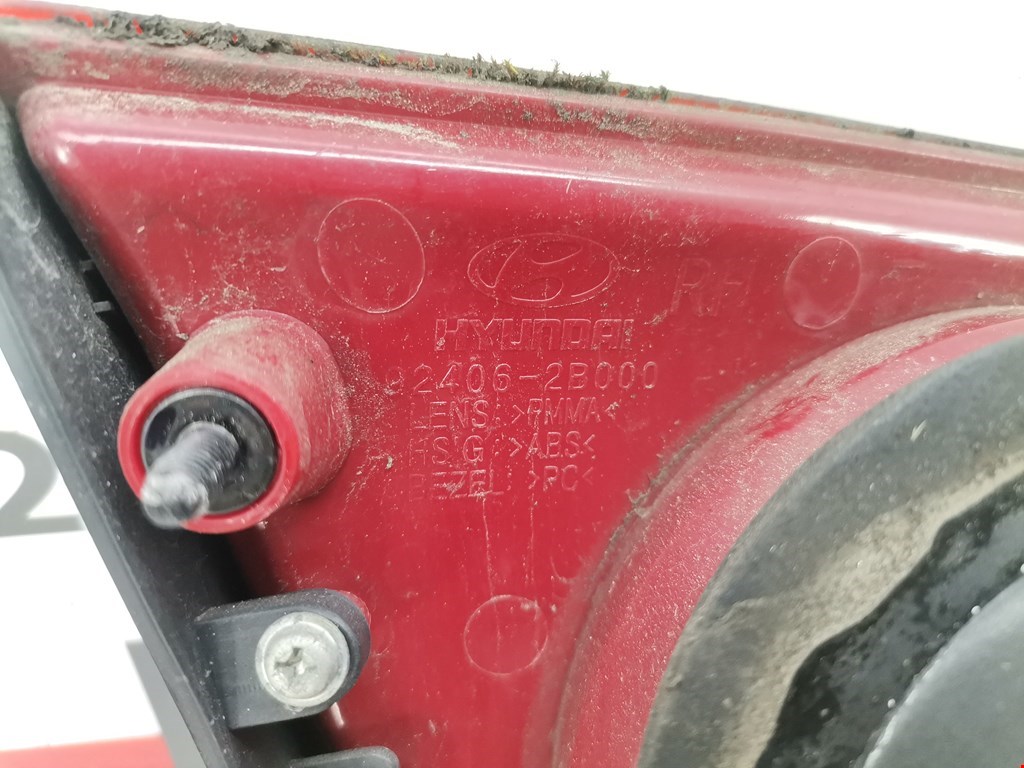 RH
HYUNDAI
92406-2B000
LENS: >PMMA<
HSG: >ABS<
BEZEL: >PC<